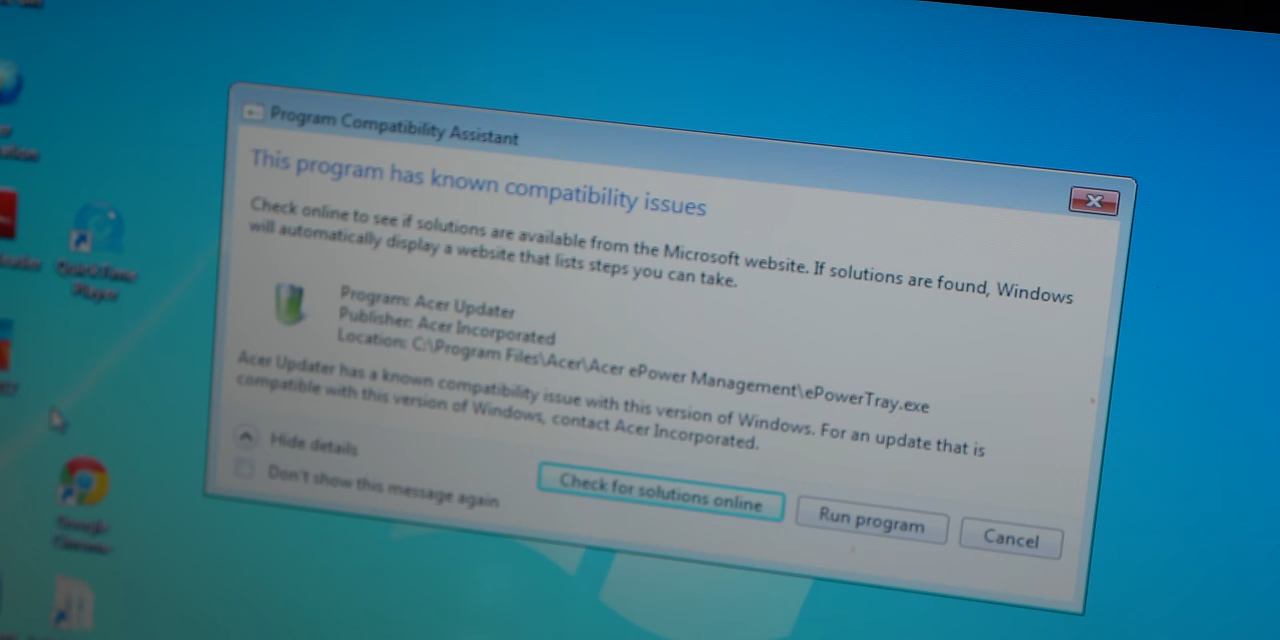 Program Compatibility Assistant
This program has known compatibility issues
Check online to see if solutions are available from the Microsoft website. If solutions are found, Windows
will automatically display a website that lists steps you can take.
Program: Acer Updater
Publisher: Acer Incorporated
Location: C:\Program Files\Acer\Acer ePower Management\ePowerTray.exe
Acer Updater has a known compatibility issue with this version of Windows. For an update that is
compatible with this version of Windows, contact Acer Incorporated.
Hide details
Don't show this message again
Check for solutions online
Run program
Cancel
QuickTime
Player
Google
Chrome